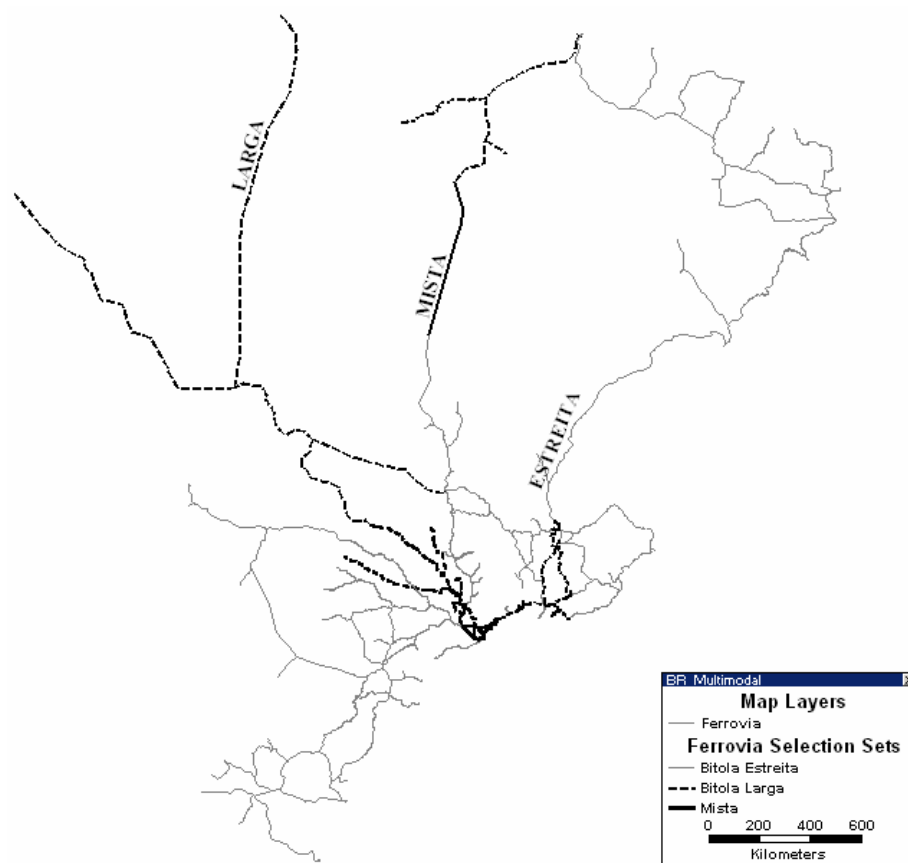 LARGA
MISTA
ESTREITA
BR Multimodal
Map Layers
Ferrovia
Ferrovia Selection Sets
Bitola Estreita
Bitola Larga
Mista
0 200 400 600
Kilometers